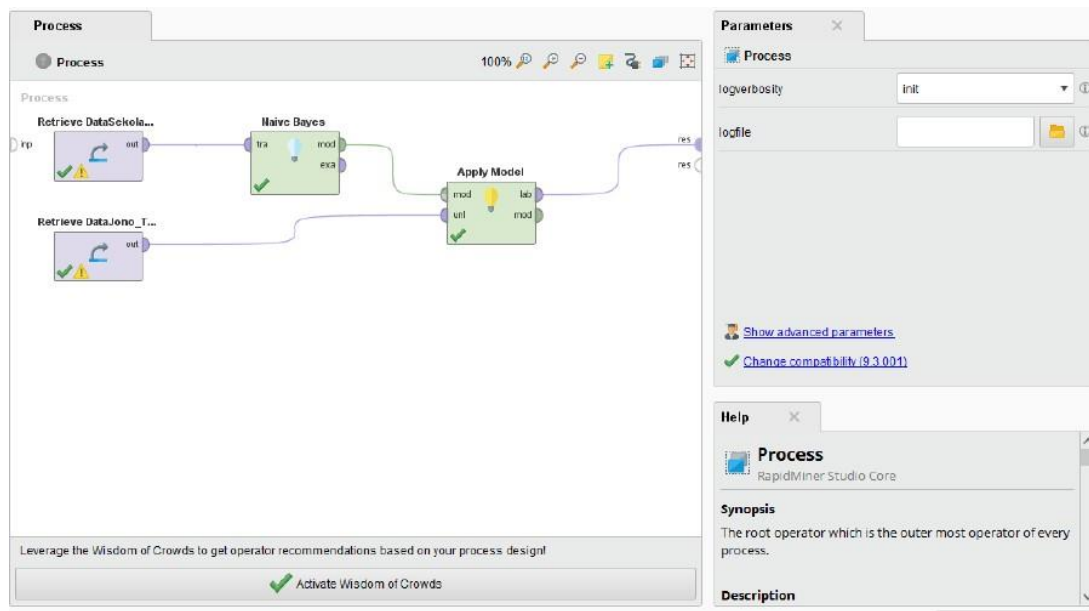 Process
Process
100%
Process
Retrieve DataSekola...
inp
out
Naive Bayes
tra
mod
exa
Apply Model
mod
lab
unl
mod
res
res
Retrieve DataJono_T...
out
Leverage the Wisdom of Crowds to get operator recommendations based on your process design!
Activate Wisdom of Crowds
Parameters
Process
logverbosity
init
logfile
Show advanced parameters
Change compatibility (9.3.001)
Help
Process
RapidMiner Studio Core
Synopsis
The root operator which is the outer most operator of every
process.
Description